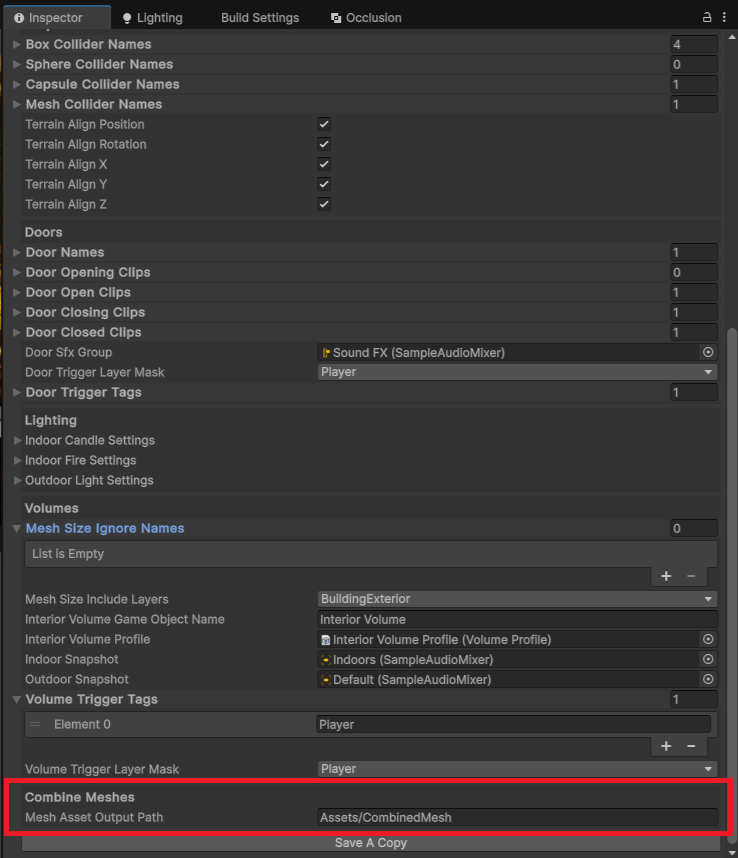 Inspector Lighting Build Settings Occlusion
Box Collider Names 4
Sphere Collider Names 0
Capsule Collider Names 1
Mesh Collider Names 1
Terrain Align Position
Terrain Align Rotation
Terrain Align X
Terrain Align Y
Terrain Align Z
Doors
Door Names 1
Door Opening Clips 0
Door Open Clips 1
Door Closing Clips 1
Door Closed Clips 1
Door Sfx Group Sound FX (SampleAudioMixer)
Door Trigger Layer Mask Player
Door Trigger Tags 1
Lighting
Indoor Candle Settings
Indoor Fire Settings
Outdoor Light Settings
Volumes
Mesh Size Ignore Names 0
List is Empty
+ −
Mesh Size Include Layers BuildingExterior
Interior Volume Game Object Name Interior Volume
Interior Volume Profile Interior Volume Profile (Volume Profile)
Indoor Snapshot Indoors (SampleAudioMixer)
Outdoor Snapshot Default (SampleAudioMixer)
Volume Trigger Tags 1
Element 0 Player
+ −
Volume Trigger Layer Mask Player
Combine Meshes
Mesh Asset Output Path Assets/CombinedMesh
Save A Copy